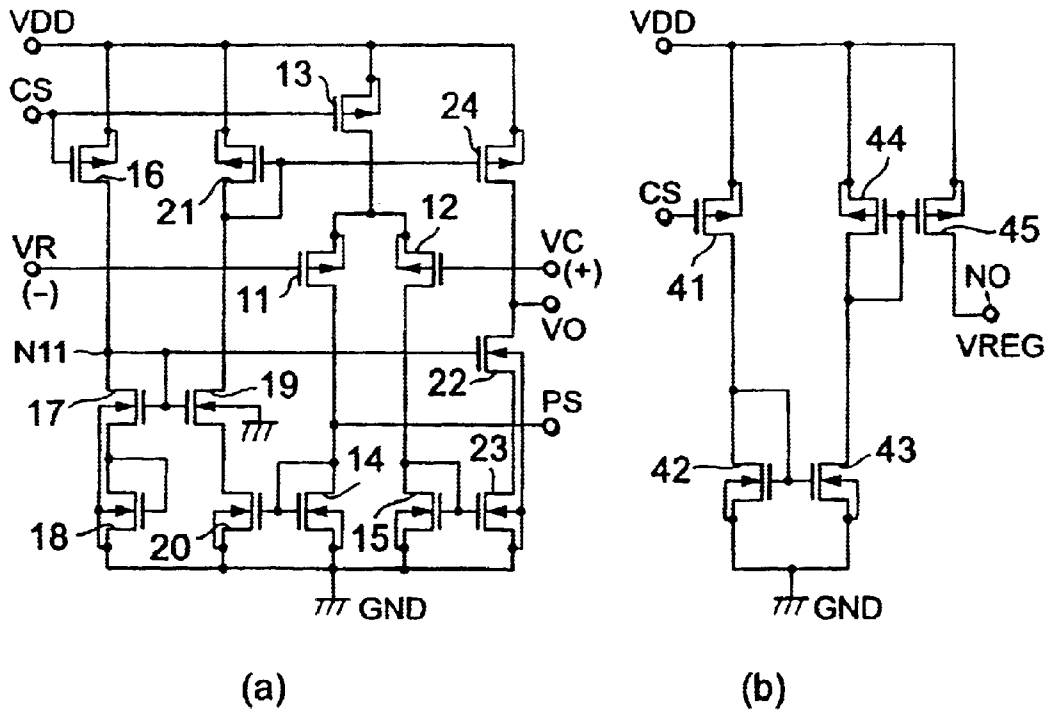 VDD
CS
13
24
16
21
12
VR
(−)
11
VC
(+)
VO
N11
22
17
19
PS
14
23
18
20
15
GND
(a)
VDD
44
CS
41
45
NO
VREG
42
43
GND
(b)